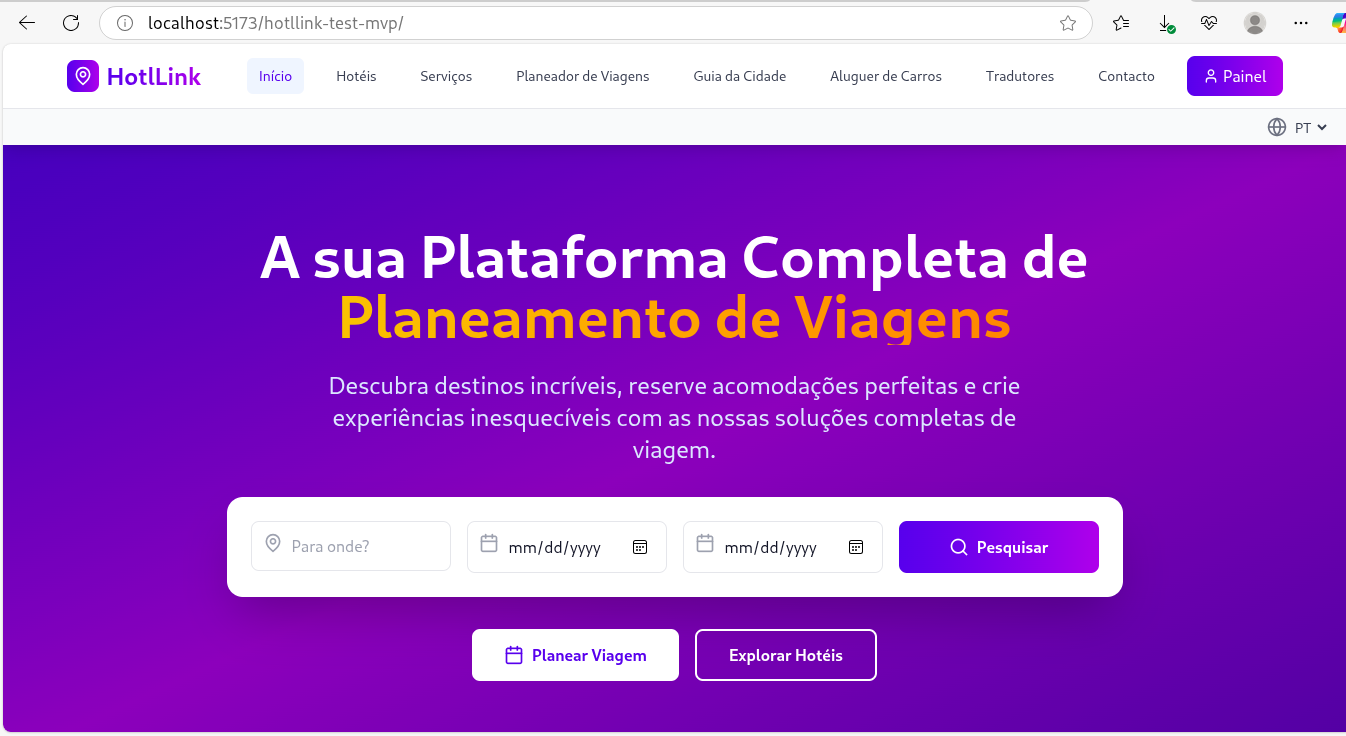 localhost:5173/hotllink-test-mvp/
HotlLink
Início
Hotéis
Serviços
Planeador de Viagens
Guia da Cidade
Aluguer de Carros
Tradutores
Contacto
Painel
PT
A sua Plataforma Completa de
Planeamento de Viagens
Descubra destinos incríveis, reserve acomodações perfeitas e crie
experiências inesquecíveis com as nossas soluções completas de
viagem.
Para onde?
mm/dd/yyyy
mm/dd/yyyy
Pesquisar
Planear Viagem
Explorar Hotéis